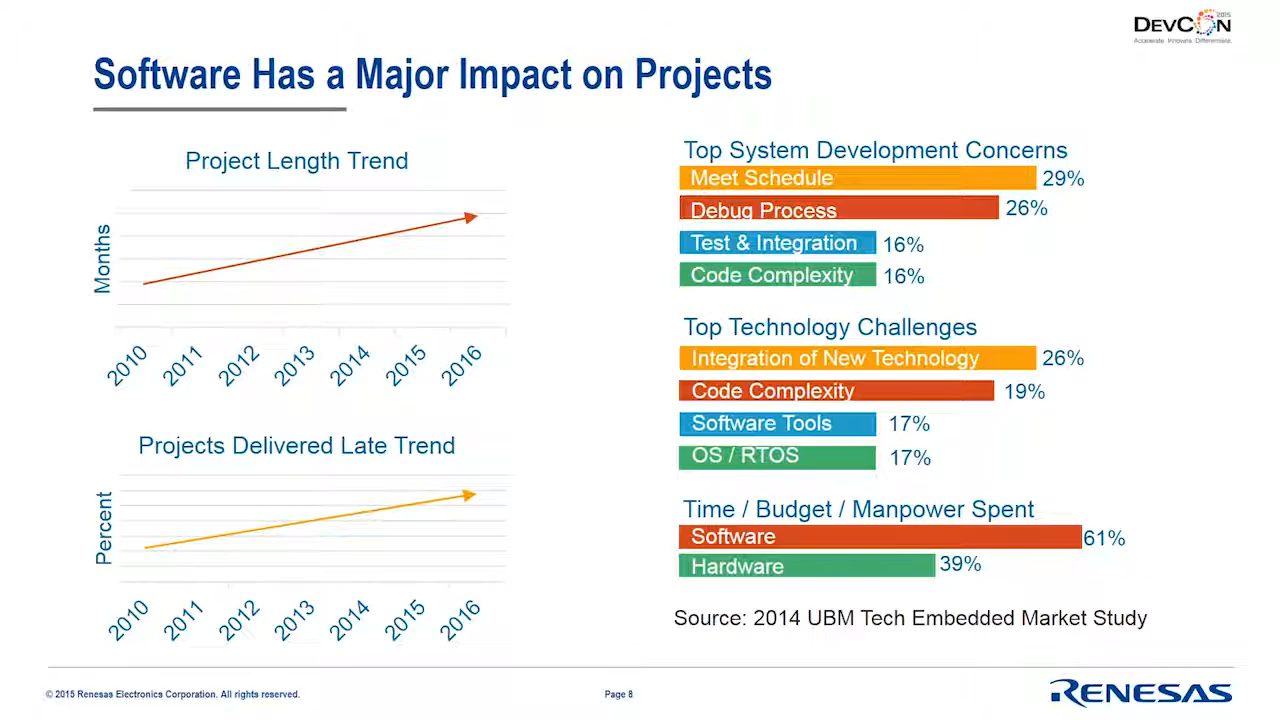 DevCon 2015
Accelerate. Innovate. Differentiate.
Software Has a Major Impact on Projects
Project Length Trend
Months
2010 2011 2012 2013 2014 2015 2016
Projects Delivered Late Trend
Percent
2010 2011 2012 2013 2014 2015 2016
Top System Development Concerns
Meet Schedule 29%
Debug Process 26%
Test & Integration 16%
Code Complexity 16%
Top Technology Challenges
Integration of New Technology 26%
Code Complexity 19%
Software Tools 17%
OS / RTOS 17%
Time / Budget / Manpower Spent
Software 61%
Hardware 39%
Source: 2014 UBM Tech Embedded Market Study
© 2015 Renesas Electronics Corporation. All rights reserved.
Page 8
RENESAS